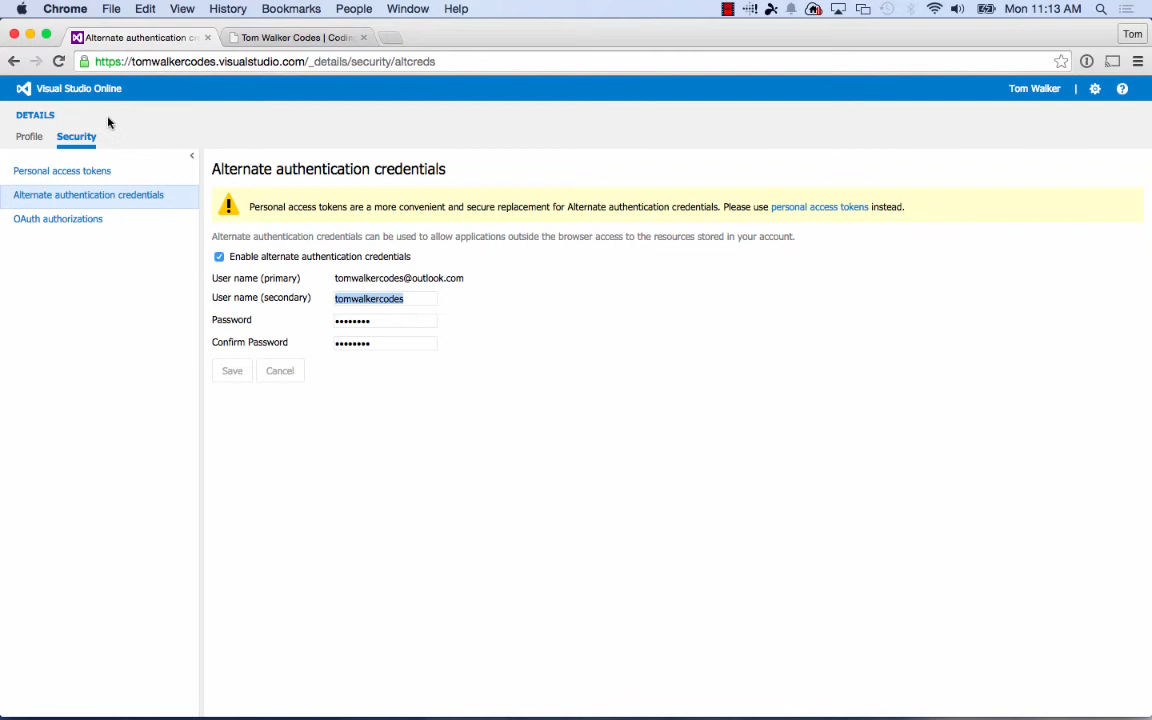 Chrome File Edit View History Bookmarks People Window Help Mon 11:13 AM
Alternate authentication cr Tom Walker Codes | Coding Tom
https://tomwalkercodes.visualstudio.com/_details/security/altcreds
Visual Studio Online Tom Walker |
DETAILS
Profile Security
Personal access tokens
Alternate authentication credentials
OAuth authorizations
Alternate authentication credentials
Personal access tokens are a more convenient and secure replacement for Alternate authentication credentials. Please use personal access tokens instead.
Alternate authentication credentials can be used to allow applications outside the browser access to the resources stored in your account.
Enable alternate authentication credentials
User name (primary) tomwalkercodes@outlook.com
User name (secondary) tomwalkercodes
Password ••••••••
Confirm Password ••••••••
Save Cancel